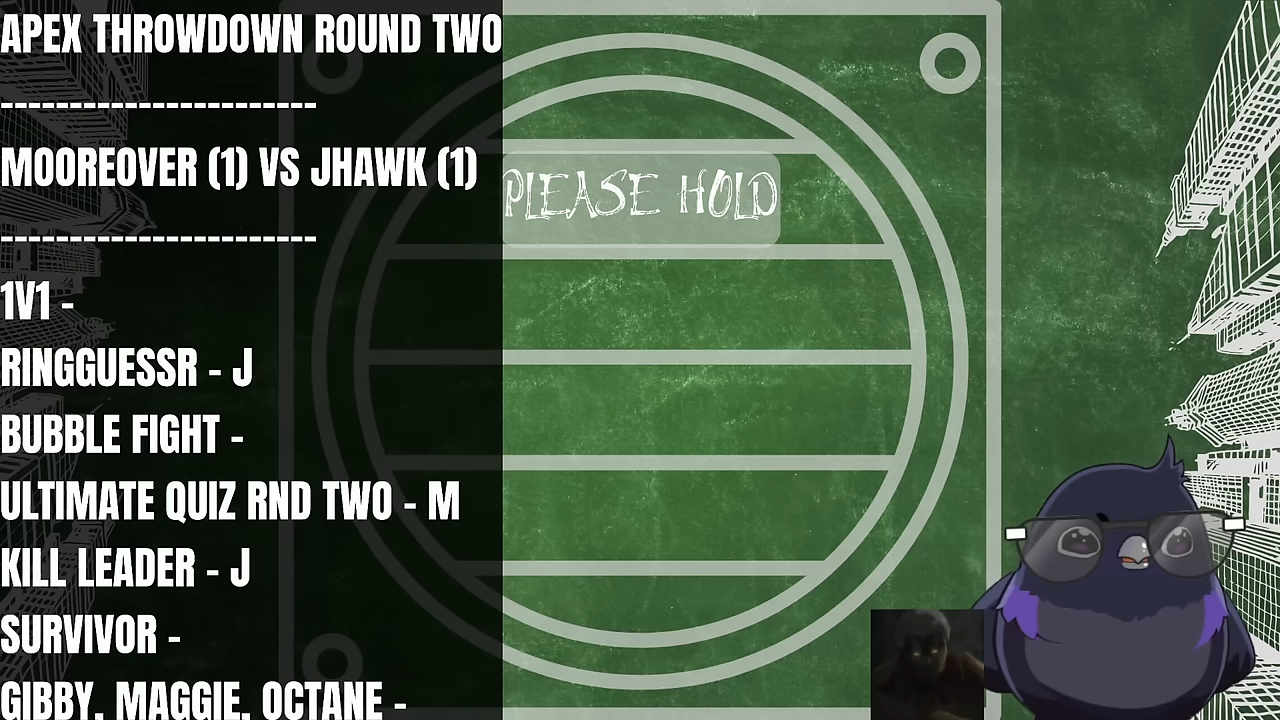 APEX THROWDOWN ROUND TWO
-----------------------
MOOREOVER (1) VS JHAWK (1)
-----------------------
PLEASE HOLD
1V1 -
RINGGUESSR - J
BUBBLE FIGHT -
ULTIMATE QUIZ RND TWO - M
KILL LEADER - J
SURVIVOR -
GIBBY, MAGGIE, OCTANE -